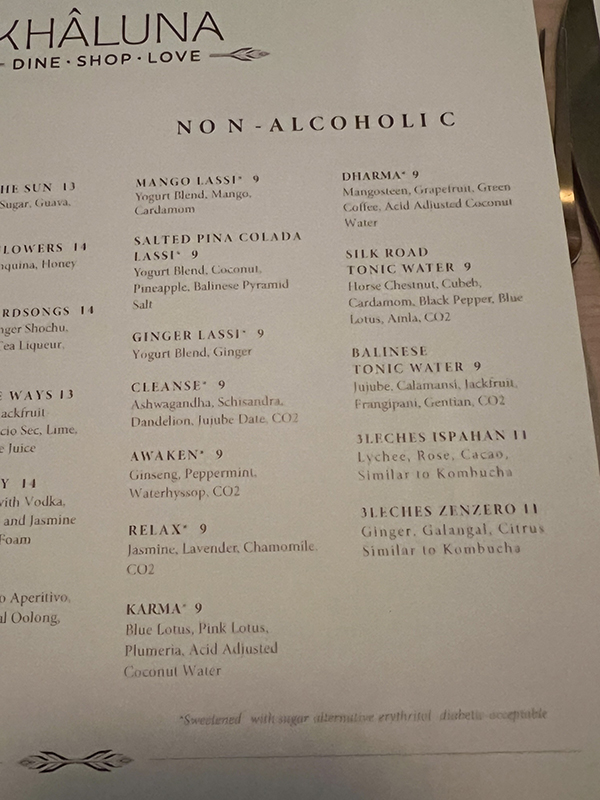 KHÂLUNA
DINE · SHOP · LOVE
NON-ALCOHOLIC
HE SUN 13
Sugar, Guava,
LOWERS 14
nquina, Honey
RDSONGS 14
nger Shochu,
Tea Liqueur,
E WAYS 13
ackfruit
cio Sec, Lime,
e Juice
Y 14
with Vodka,
and Jasmine
Foam
o Aperitivo,
al Oolong,
MANGO LASSI* 9
Yogurt Blend, Mango,
Cardamom
SALTED PINA COLADA
LASSI* 9
Yogurt Blend, Coconut,
Pineapple, Balinese Pyramid
Salt
GINGER LASSI* 9
Yogurt Blend, Ginger
CLEANSE* 9
Ashwagandha, Schisandra,
Dandelion, Jujube Date, CO2
AWAKEN* 9
Ginseng, Peppermint,
Waterhyssop, CO2
RELAX* 9
Jasmine, Lavender, Chamomile,
CO2
KARMA* 9
Blue Lotus, Pink Lotus,
Plumeria, Acid Adjusted
Coconut Water
DHARMA* 9
Mangosteen, Grapefruit, Green
Coffee, Acid Adjusted Coconut
Water
SILK ROAD
TONIC WATER 9
Horse Chestnut, Cubeb,
Cardamom, Black Pepper, Blue
Lotus, Amla, CO2
BALINESE
TONIC WATER 9
Jujube, Calamansi, Jackfruit,
Frangipani, Gentian, CO2
3LECHES ISPAHAN 11
Lychee, Rose, Cacao,
Similar to Kombucha
3LECHES ZENZERO 11
Ginger, Galangal, Citrus
Similar to Kombucha
*Sweetened with sugar alternative erythritol diabetic-acceptable